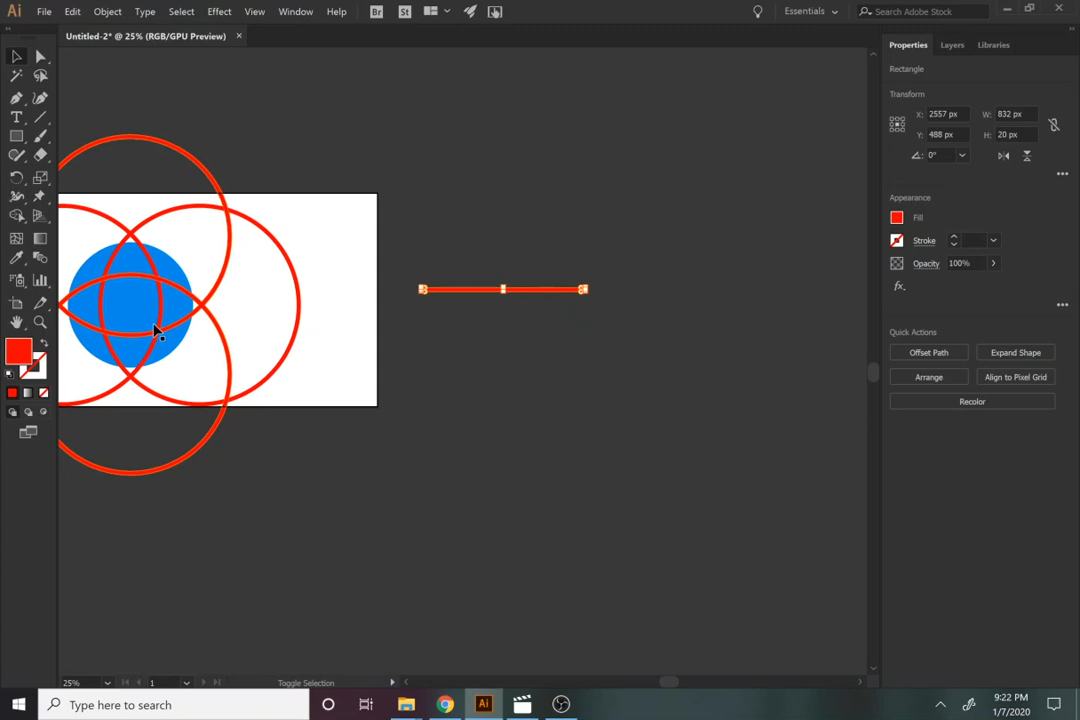 Ai File Edit Object Type Select Effect View Window Help Br St Essentials Search Adobe Stock
Untitled-2* @ 25% (RGB/GPU Preview) ×
Properties Layers Libraries
Rectangle
Transform
X: 2557 px W: 832 px
Y: 488 px H: 20 px
0°
Appearance
Fill
Stroke
Opacity 100%
fx.
Quick Actions
Offset Path Expand Shape
Arrange Align to Pixel Grid
Recolor
25% 1 Toggle Selection
Type here to search
Ai
9:22 PM
1/7/2020